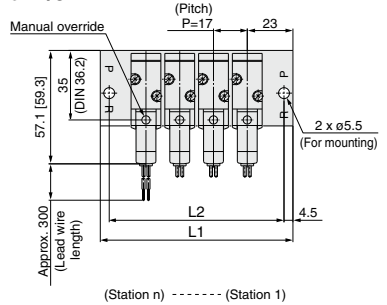 (Pitch)
P=17
23
Manual override
57.1 [59.3]
35
(DIN 36.2)
P
R
P
R
2 x ø5.5
(For mounting)
Approx. 300
(Lead wire
length)
L2
4.5
L1
(Station n) ------ (Station 1)